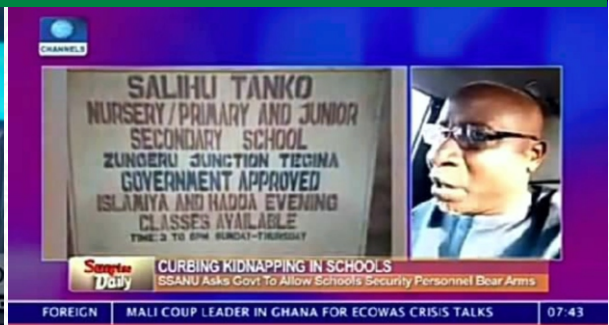 CHANNELS
SALIHU TANKO
NURSERY/PRIMARY AND JUNIOR
SECONDARY SCHOOL
ZUNGERU JUNCTION TEGINA
GOVERNMENT APPROVED
ISLAMIYA AND HADDA EVENING
CLASSES AVAILABLE
TIME: 3 TO 6PM SUNDAY-THURSDAY
Sunrise
Daily
CURBING KIDNAPPING IN SCHOOLS
SSANU Asks Govt To Allow Schools Security Personnel Bear Arms
FOREIGN
MALI COUP LEADER IN GHANA FOR ECOWAS CRISIS TALKS
07:43